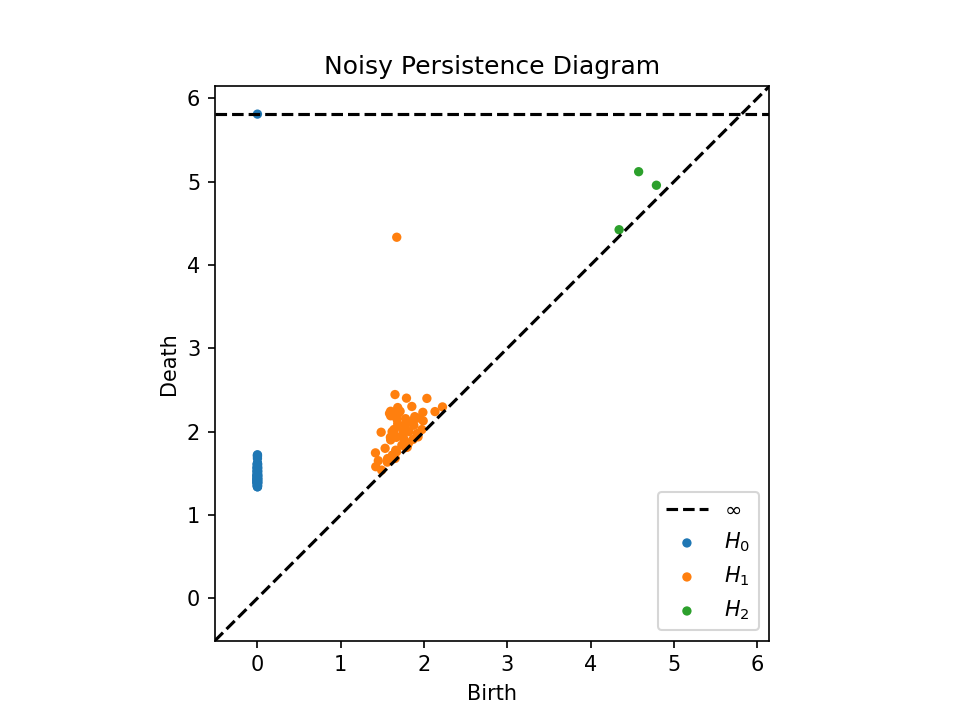 Noisy Persistence Diagram
6
5
4
3
2
1
0
Death
0 1 2 3 4 5 6
Birth
∞
H₀
H₁
H₂